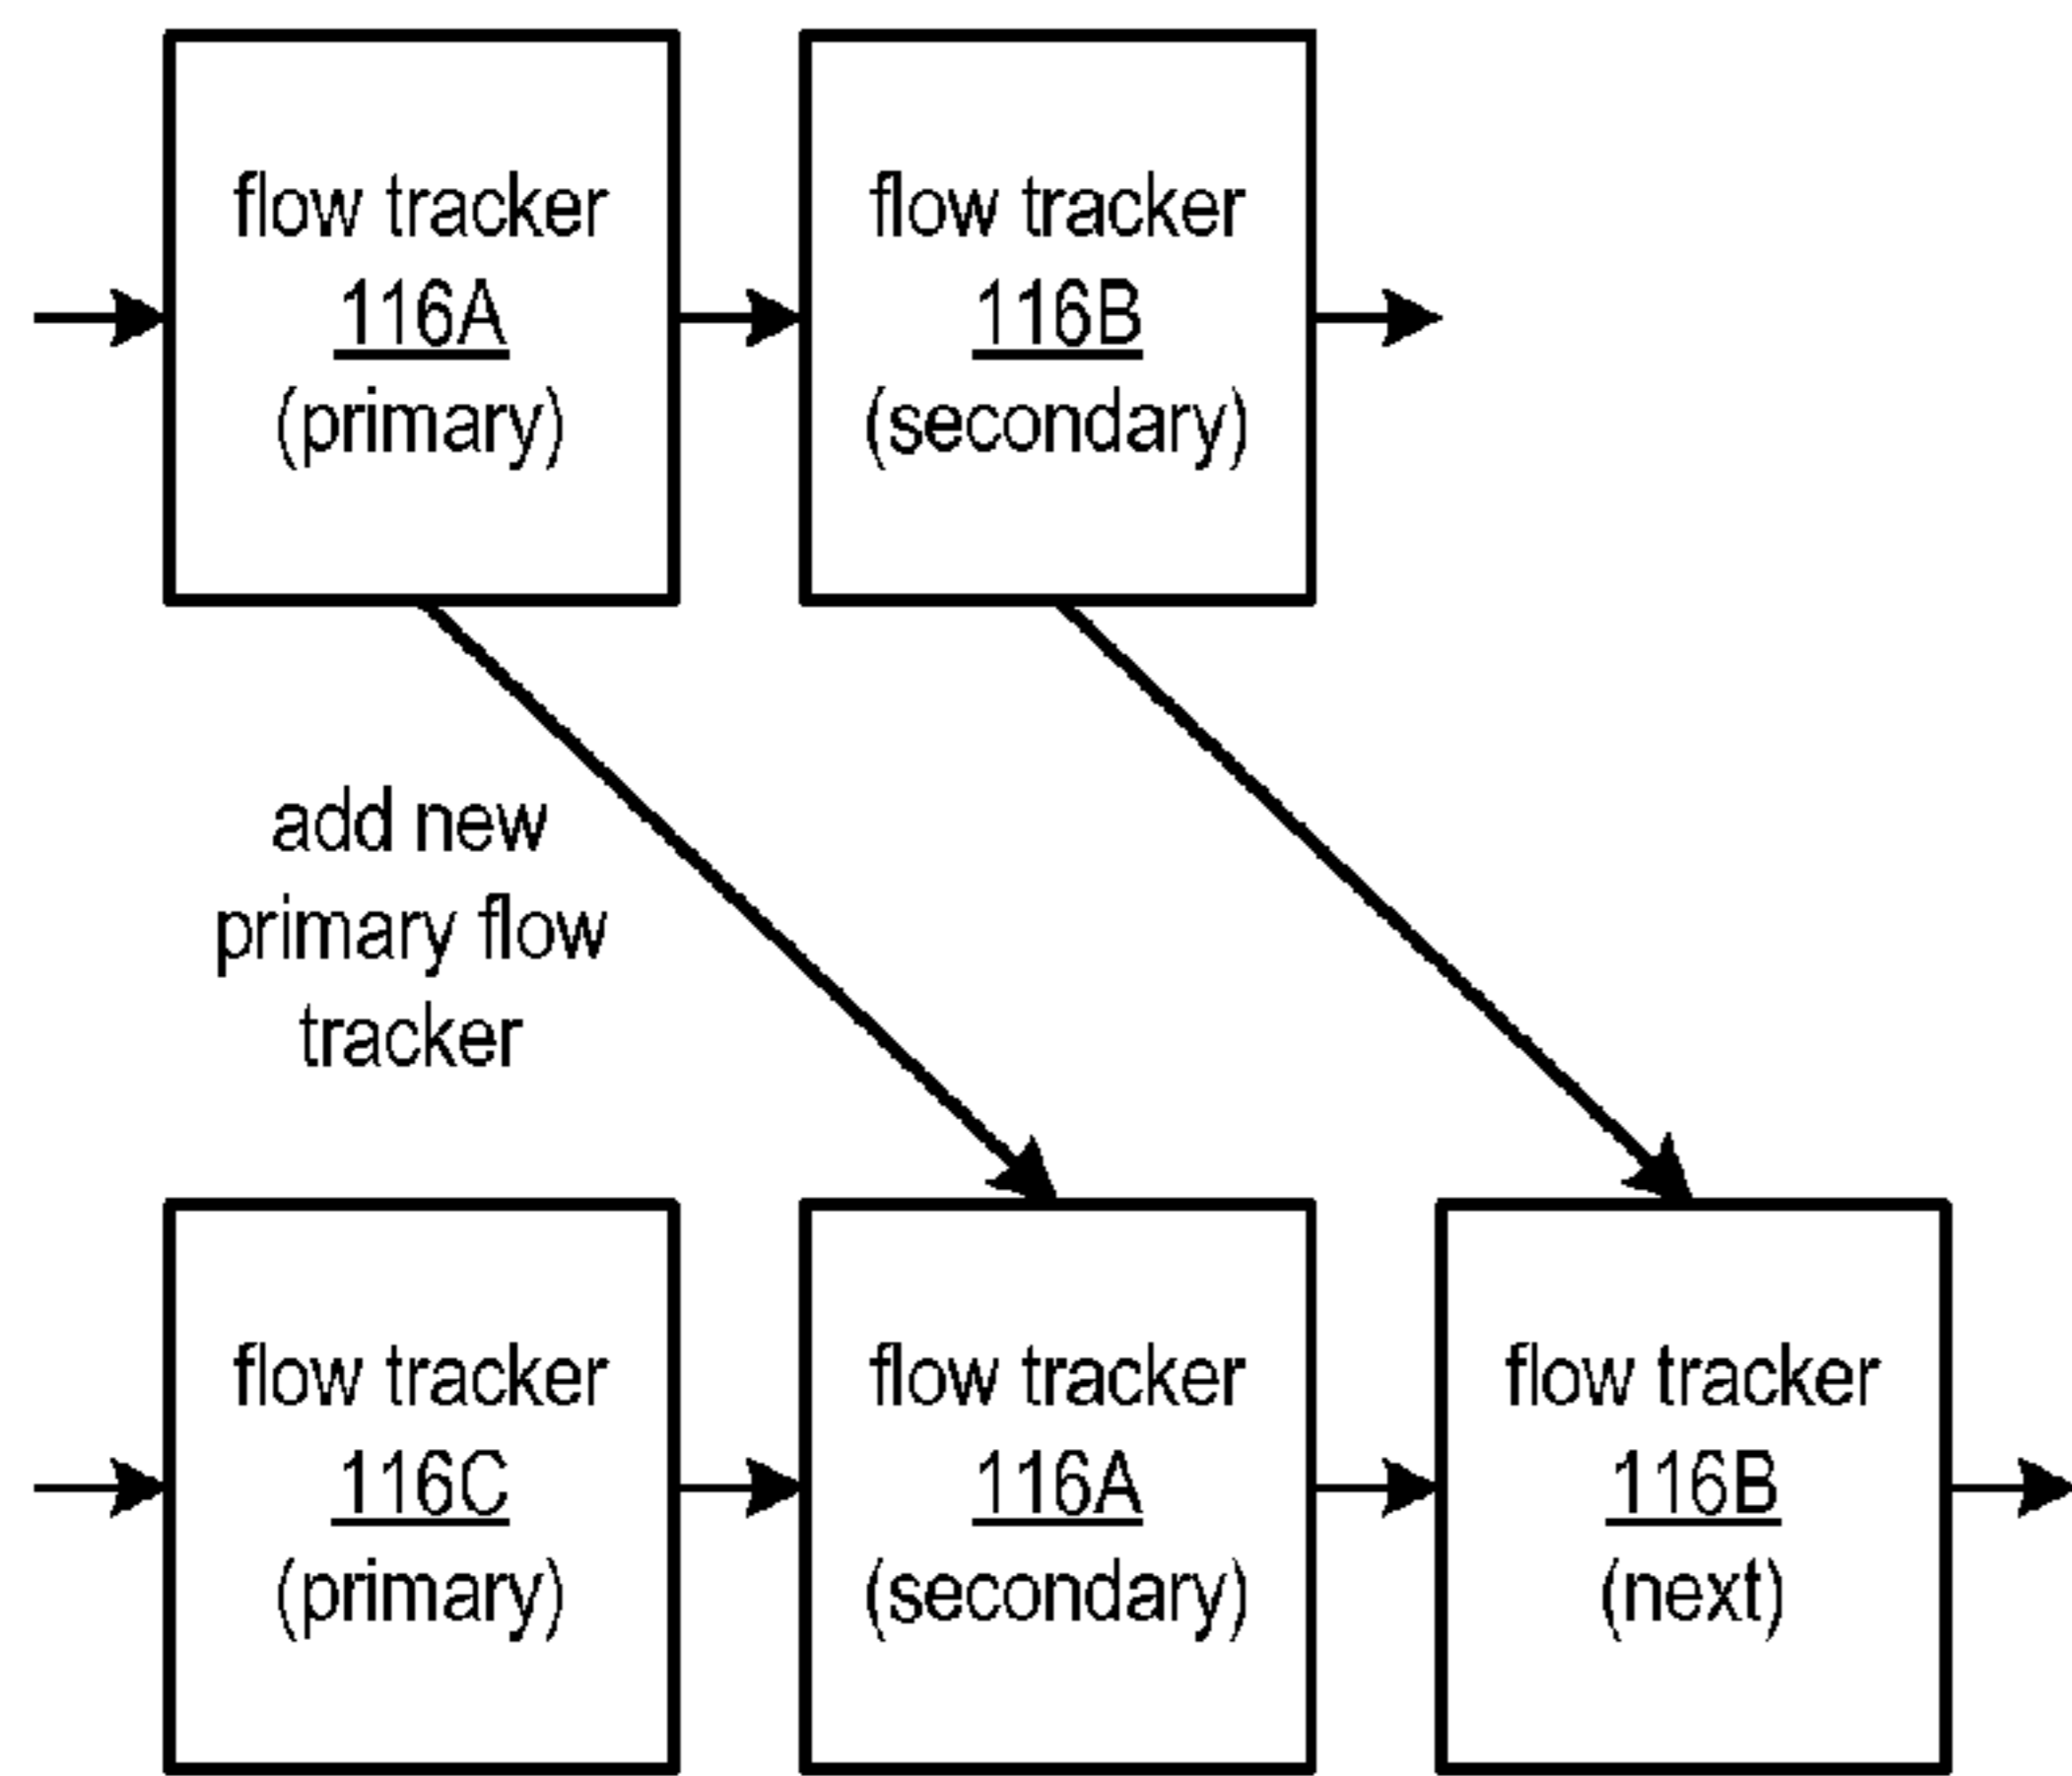 flow tracker
116A
(primary)
flow tracker
116B
(secondary)
add new
primary flow
tracker
flow tracker
116C
(primary)
flow tracker
116A
(secondary)
flow tracker
116B
(next)